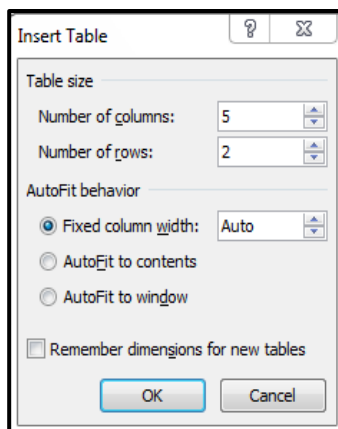 Insert Table
Table size
Number of columns: 5
Number of rows: 2
AutoFit behavior
Fixed column width: Auto
AutoFit to contents
AutoFit to window
Remember dimensions for new tables
OK Cancel